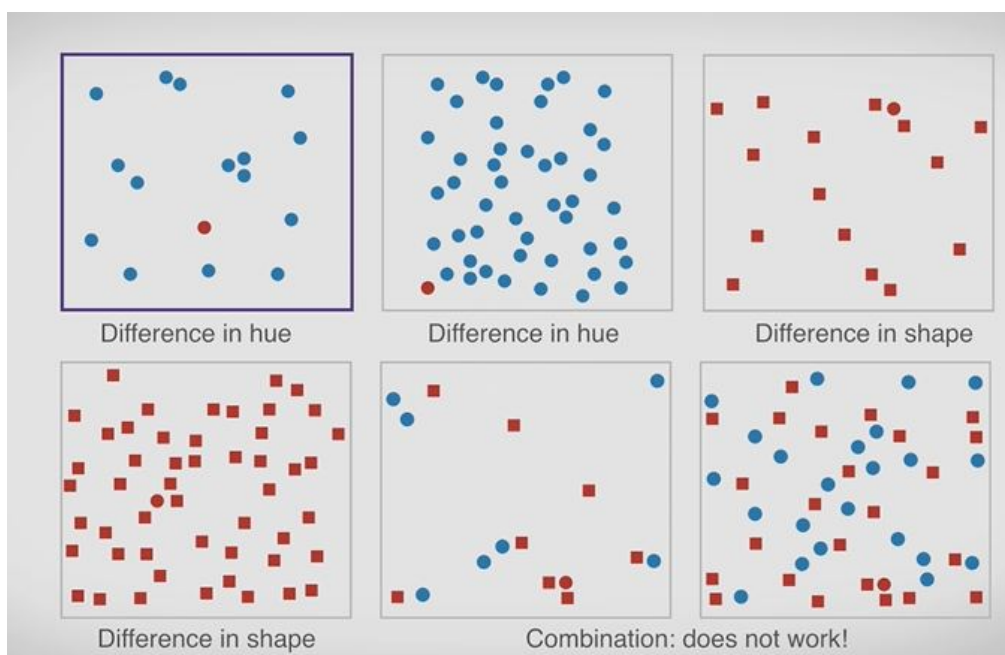 Difference in hue
Difference in hue
Difference in shape
Difference in shape
Combination: does not work!